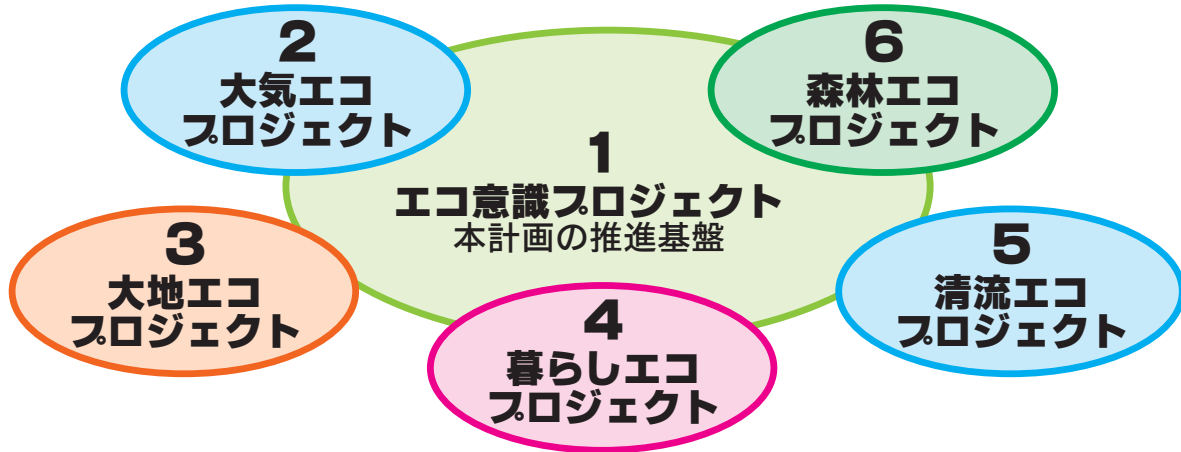 1
エコ意識プロジェクト
本計画の推進基盤
2
大気エコ
プロジェクト
3
大地エコ
プロジェクト
4
暮らしエコ
プロジェクト
5
清流エコ
プロジェクト
6
森林エコ
プロジェクト